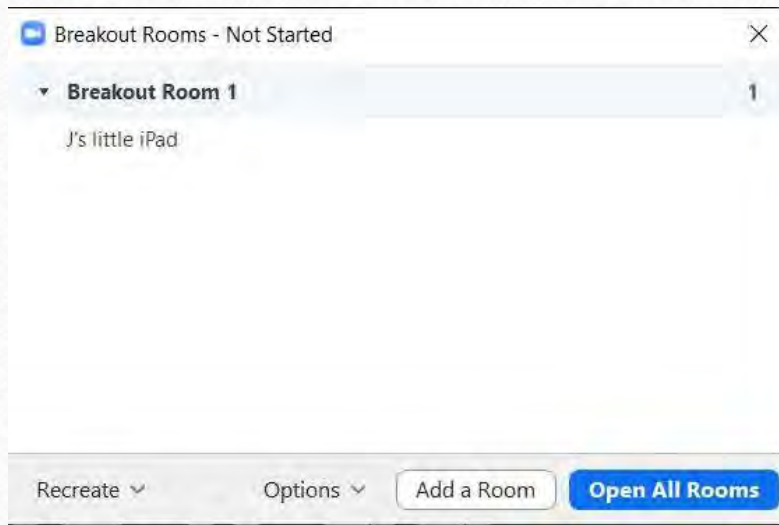 Breakout Rooms - Not Started
Breakout Room 1 1
J's little iPad
Recreate Options Add a Room Open All Rooms